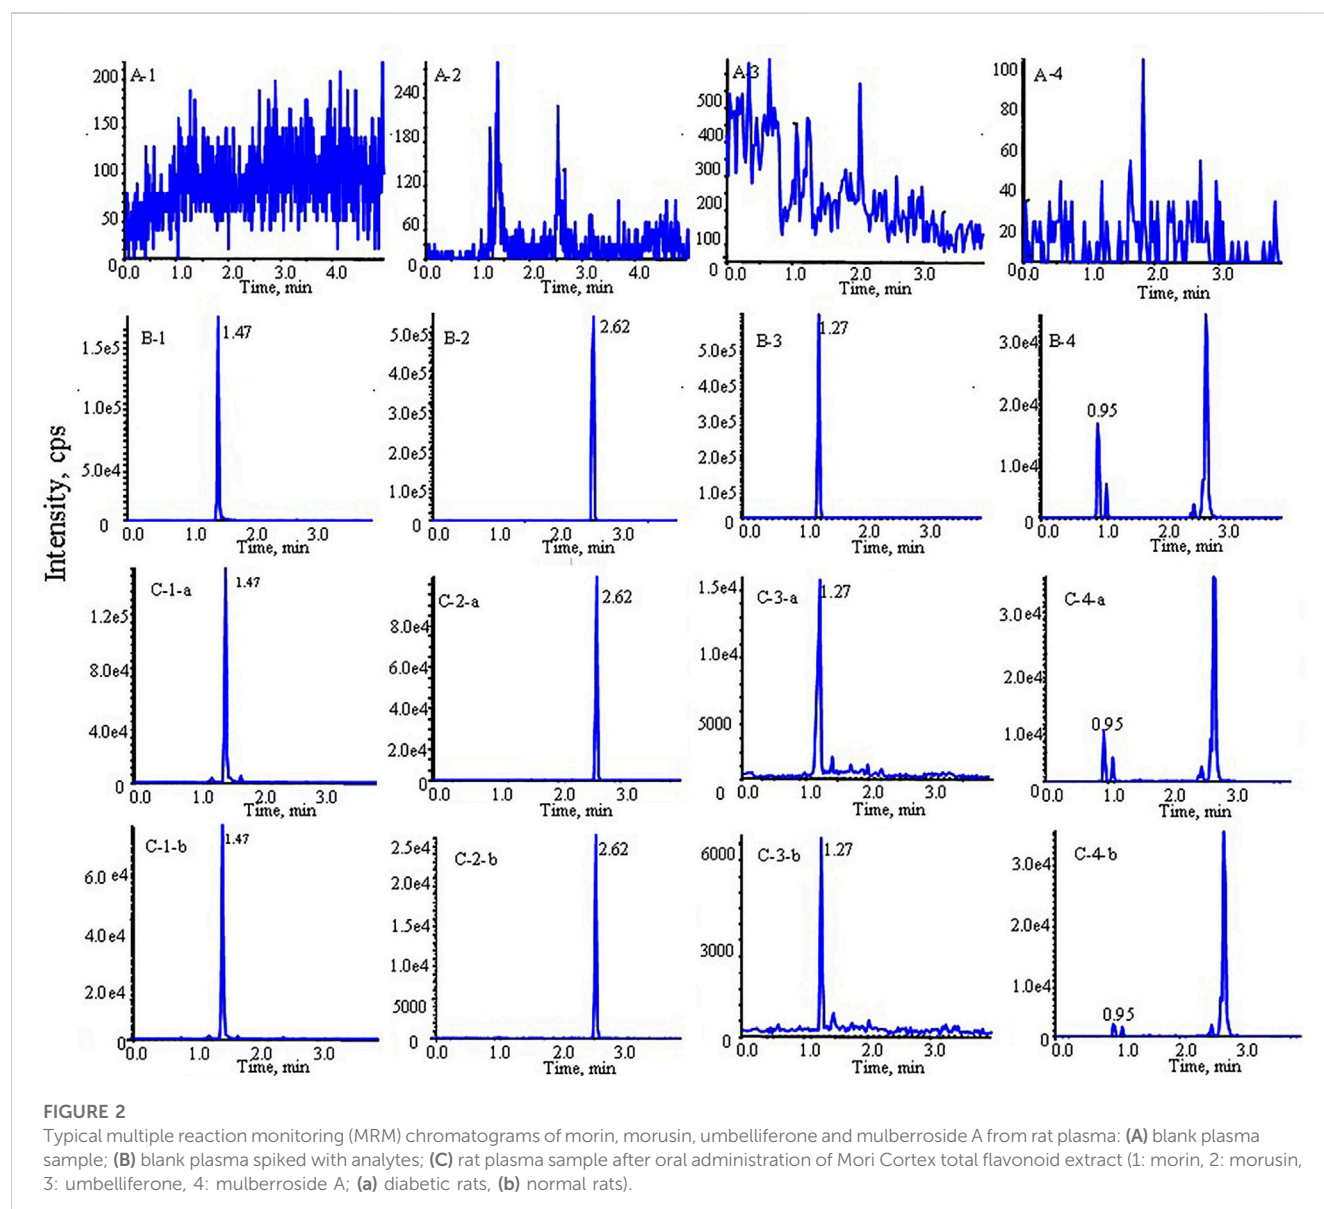 A-1
200
150
100
50
0
0.0 1.0 2.0 3.0 4.0
Time, min
A-2
240
180
120
60
0
0.0 1.0 2.0 3.0 4.0
Time, min
A-3
500
400
300
200
100
0
0.0 1.0 2.0 3.0
Time, min
A-4
100
80
60
40
20
0
0.0 1.0 2.0 3.0
Time, min
Intensity, cps
B-1
1.47
1.5e5
1.0e5
5.0e4
0
0.0 1.0 2.0 3.0
Time, min
B-2
2.62
5.0e5
4.0e5
3.0e5
2.0e5
1.0e5
0
0.0 1.0 2.0 3.0
Time, min
B-3
1.27
5.0e5
4.0e5
3.0e5
2.0e5
1.0e5
0
0.0 1.0 2.0 3.0
Time, min
B-4
0.95
3.0e4
2.0e4
1.0e4
0
0.0 1.0 2.0 3.0
Time, min
C-1-a
1.47
1.2e5
8.0e4
4.0e4
0
0.0 1.0 2.0 3.0
Time, min
C-2-a
2.62
8.0e4
6.0e4
4.0e4
2.0e4
0
0.0 1.0 2.0 3.0
Time, min
C-3-a
1.27
1.5e4
1.0e4
5000
0
0.0 1.0 2.0 3.0
Time, min
C-4-a
0.95
3.0e4
2.0e4
1.0e4
0
0.0 1.0 2.0 3.0
Time, min
C-1-b
1.47
6.0 e4
4.0e4
2.0e4
0
0.0 1.0 2.0 3.0
Time, min
C-2-b
2.62
2.5e4
2.0e4
1.5e4
1.0e4
5000
0
0.0 1.0 2.0 3.0
Time, min
C-3-b
1.27
6000
3000
0
0.0 1.0 2.0 3.0
Time, min
C-4-b
0.95
3.0e4
2.0e4
1.0e4
0
0.0 1.0 2.0 3.0
Time, min
FIGURE 2
Typical multiple reaction monitoring (MRM) chromatograms of morin, morusin, umbelliferone and mulberroside A from rat plasma: (A) blank plasma
sample; (B) blank plasma spiked with analytes; (C) rat plasma sample after oral administration of Mori Cortex total flavonoid extract (1: morin, 2: morusin,
3: umbelliferone, 4: mulberroside A; (a) diabetic rats, (b) normal rats).